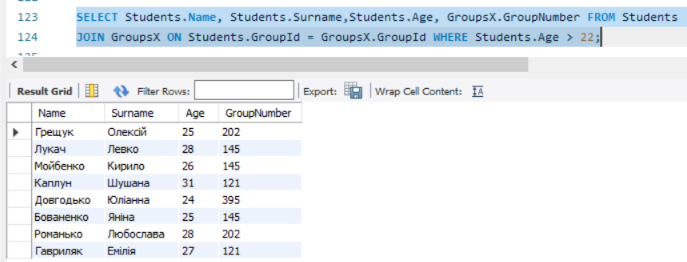 123 SELECT Students.Name, Students.Surname,Students.Age, GroupsX.GroupNumber FROM Students
124 JOIN GroupsX ON Students.GroupId = GroupsX.GroupId WHERE Students.Age > 22;
Result Grid Filter Rows: Export: Wrap Cell Content:
Name Surname Age GroupNumber
Грещук Олексій 25 202
Лукач Левко 28 145
Мойбенко Кирило 26 145
Каплун Шушана 31 121
Довгодько Юліанна 24 395
Бованенко Яніна 25 145
Романько Любослава 28 202
Гавриляк Емілія 27 121